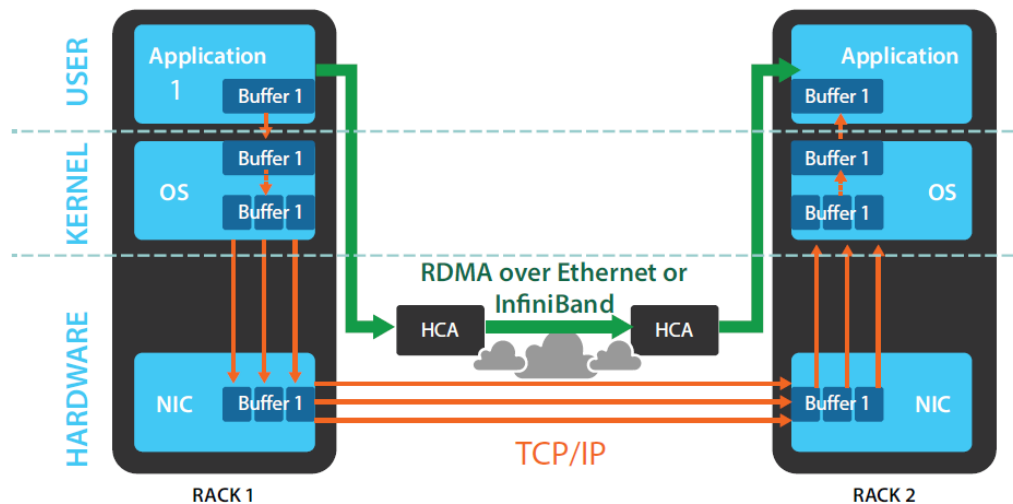 USER
Application
1
Buffer 1
Application
Buffer 1
KERNEL
Buffer 1
OS
Buffer 1
Buffer 1
OS
Buffer 1
RDMA over Ethernet or
InfiniBand
HCA
HCA
HARDWARE
NIC
Buffer 1
Buffer 1
NIC
TCP/IP
RACK 1
RACK 2